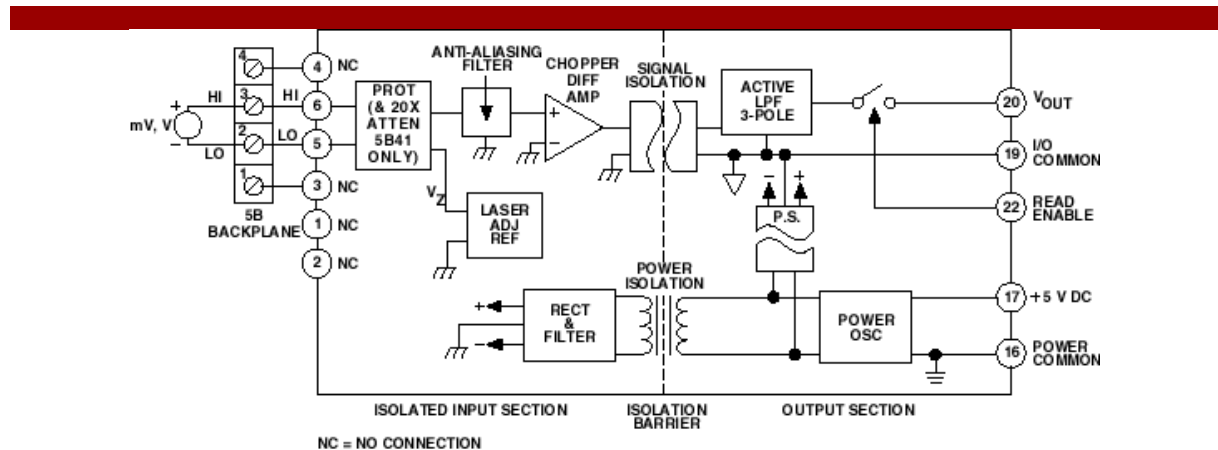 4
3
2
1
HI
LO
+
mV, V
−
5B
BACKPLANE
4
NC
6
HI
5
LO
3
NC
1
NC
2
NC
PROT
(& 20X
ATTEN
5B41
ONLY)
ANTI-ALIASING
FILTER
CHOPPER
DIFF
AMP
+
−
VZ
LASER
ADJ
REF
SIGNAL
ISOLATION
ACTIVE
LPF
3-POLE
20
VOUT
19
I/O
COMMON
22
READ
ENABLE
−
+
P.S.
POWER
ISOLATION
+
−
RECT
&
FILTER
POWER
OSC
17
+5 V DC
16
POWER
COMMON
ISOLATED INPUT SECTION
ISOLATION
BARRIER
OUTPUT SECTION
NC = NO CONNECTION